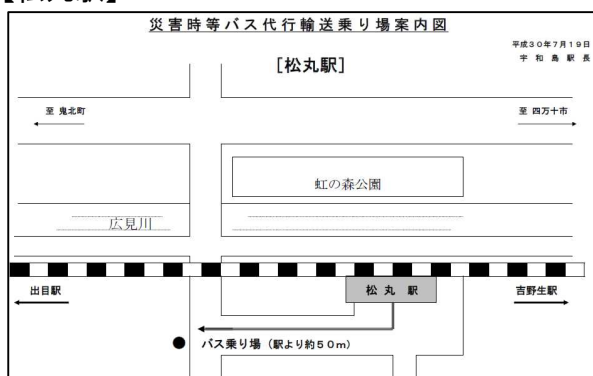 災害時等バス代行輸送乗り場案内図
平成30年7月19日
宇和島駅長
[松丸駅]
至 鬼北町
至 四万十市
虹の森公園
広見川
出目駅
松丸駅
吉野生駅
バス乗り場(駅より約50m)